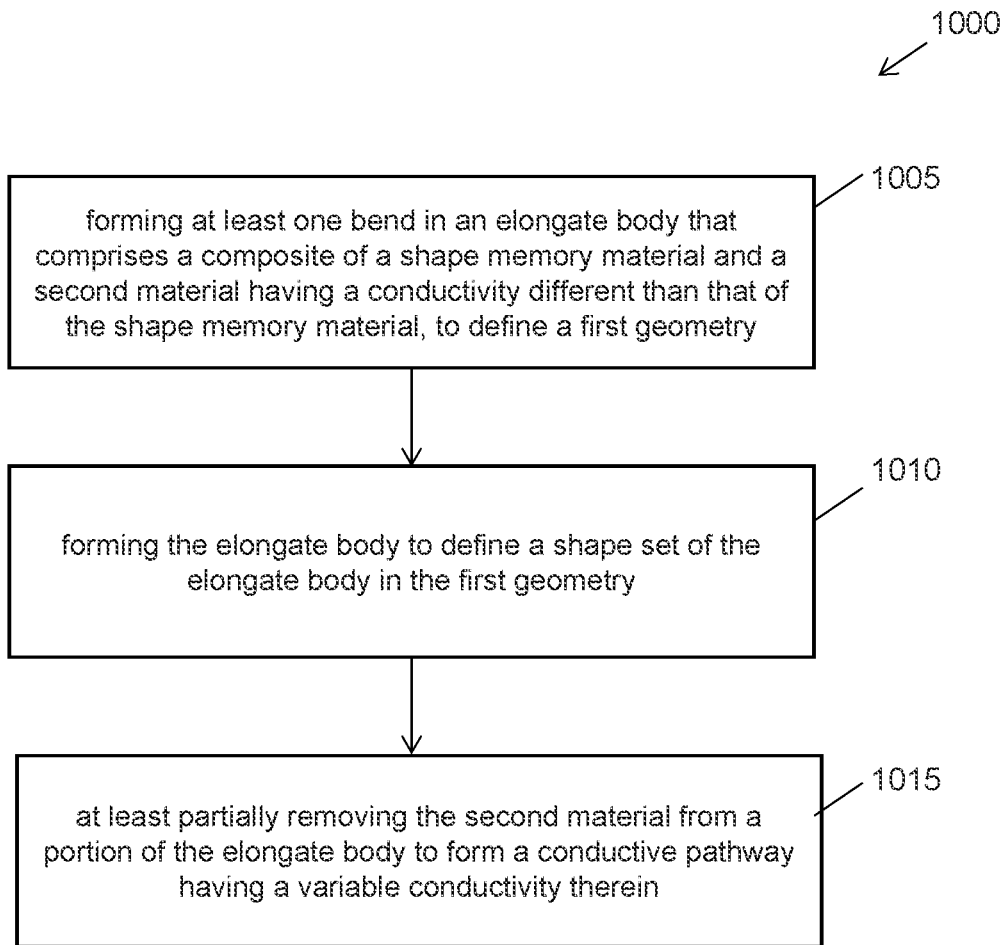 1000
1005
forming at least one bend in an elongate body that
comprises a composite of a shape memory material and a
second material having a conductivity different than that of
the shape memory material, to define a first geometry
1010
forming the elongate body to define a shape set of the
elongate body in the first geometry
1015
at least partially removing the second material from a
portion of the elongate body to form a conductive pathway
having a variable conductivity therein